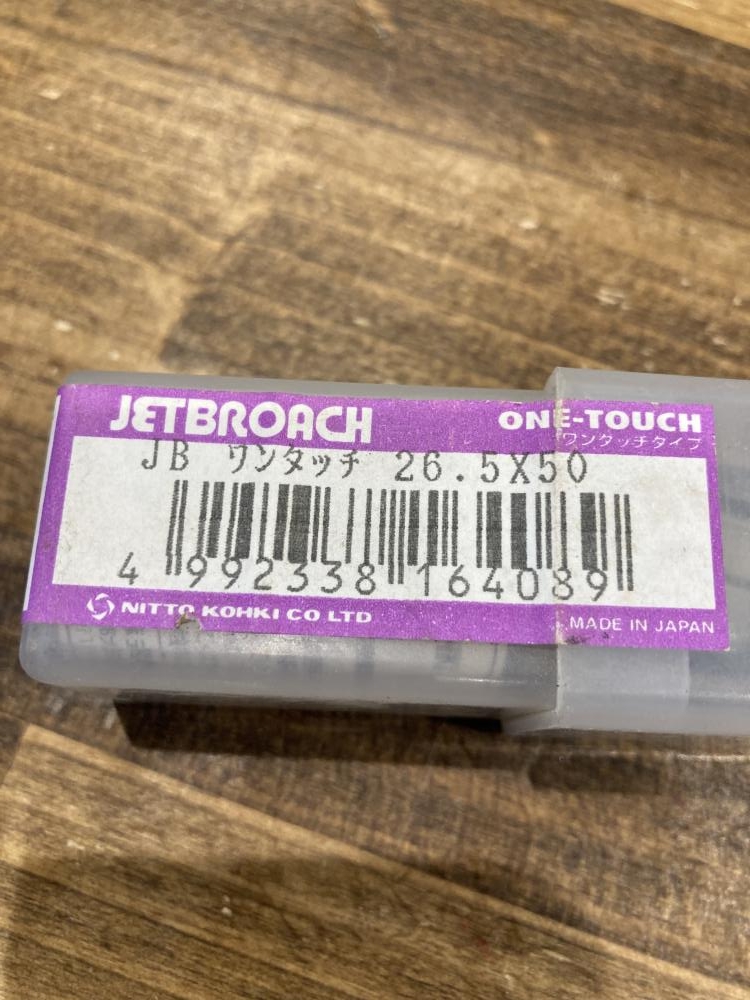 JETBROACH
ONE-TOUCH
ワンタッチタイプ
JB ワンタッチ 26.5X50
4 992338 164089
NITTO KOHKI CO LTD
MADE IN JAPAN